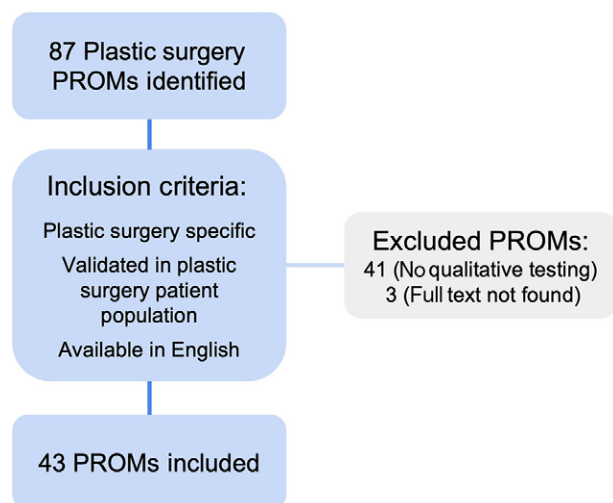 87 Plastic surgery
PROMs identified
Inclusion criteria:
Plastic surgery specific
Validated in plastic
surgery patient
population
Available in English
Excluded PROMs:
41 (No qualitative testing)
3 (Full text not found)
43 PROMs included